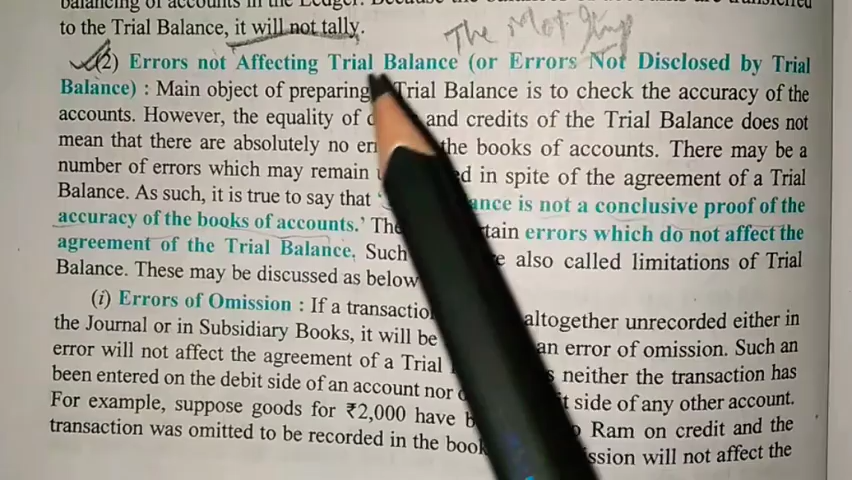 balancing of accounts in the Ledger. Because the balances of accounts are transferred
to the Trial Balance, it will not tally.
The Mot Imp
(2) Errors not Affecting Trial Balance (or Errors Not Disclosed by Trial
Balance) : Main object of preparing Trial Balance is to check the accuracy of the
accounts. However, the equality of and credits of the Trial Balance does not
mean that there are absolutely no the books of accounts. There may be a
number of errors which may remain in spite of the agreement of a Trial
Balance. As such, it is true to say that ance is not a conclusive proof of the
accuracy of the books of accounts.' The tain errors which do not affect the
agreement of the Trial Balance. Such also called limitations of Trial
Balance. These may be discussed as below
(i) Errors of Omission : If a transaction altogether unrecorded either in
the Journal or in Subsidiary Books, it will be an error of omission. Such an
error will not affect the agreement of a Trial neither the transaction has
been entered on the debit side of an account nor side of any other account.
For example, suppose goods for ₹2,000 have Ram on credit and the
transaction was omitted to be recorded in the book ssion will not affect the